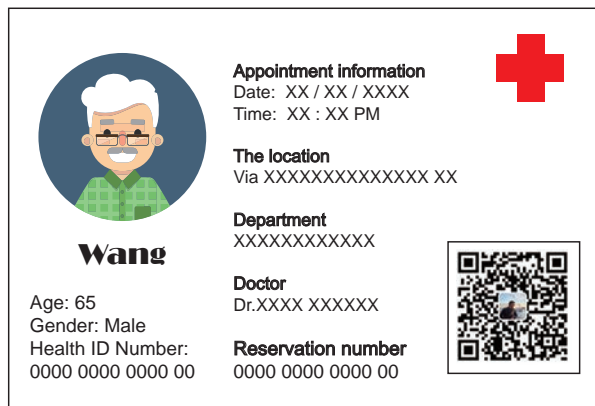 Wang
Age: 65
Gender: Male
Health ID Number:
0000 0000 0000 00
Appointment information
Date: XX / XX / XXXX
Time: XX : XX PM
The location
Via XXXXXXXXXXXXXX XX
Department
XXXXXXXXXXXX
Doctor
Dr.XXXX XXXXXX
Reservation number
0000 0000 0000 00